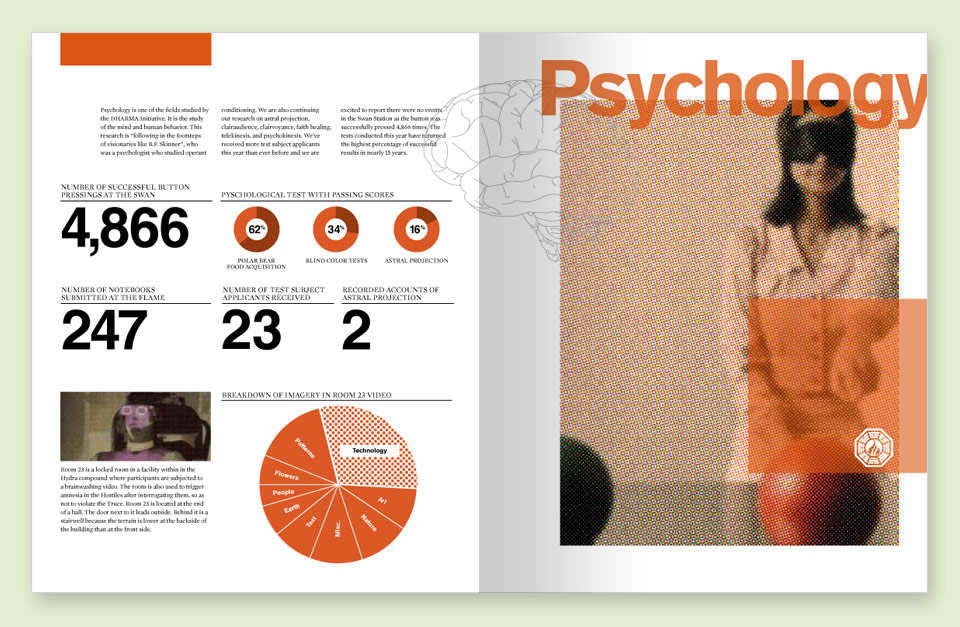 Psychology
Psychology is one of the fields studied by
the DHARMA Initiative. It is the study
of the mind and human behavior. This
research is "following in the footsteps
of visionaries like B.F. Skinner", who
was a psychologist who studied operant
conditioning. We are also continuing
our research on astral projection,
clairaudience, clairvoyance, faith healing,
telekinesis, and psychokinesis. We've
received more test subject applicants
this year than ever before and we are
excited to report there were no events
in the Swan Station as the button was
successfully pressed 4,866 times. The
tests conducted this year have returned
the highest percentage of successful
results in nearly 15 years.
NUMBER OF SUCCESSFUL BUTTON
PRESSINGS AT THE SWAN
4,866
PYSCHOLOGICAL TEST WITH PASSING SCORES
62%
POLAR BEAR
FOOD ACQUISITION
34%
BLIND COLOR TESTS
16%
ASTRAL PROJECTION
NUMBER OF NOTEBOOKS
SUBMITTED AT THE FLAME
247
NUMBER OF TEST SUBJECT
APPLICANTS RECEIVED
23
RECORDED ACCOUNTS OF
ASTRAL PROJECTION
2
Room 23 is a locked room in a facility within in the
Hydra compound where participants are subjected to
a brainwashing video. The room is also used to trigger
amnesia in the Hostiles after interrogating them, so as
not to violate the Truce. Room 23 is located at the end
of a hall. The door next to it leads outside. Behind it is a
stairwell because the terrain is lower at the backside of
the building than at the front side.
BREAKDOWN OF IMAGERY IN ROOM 23 VIDEO
Technology
Art
Nature
Misc.
Text
Earth
People
Flowers
Patterns